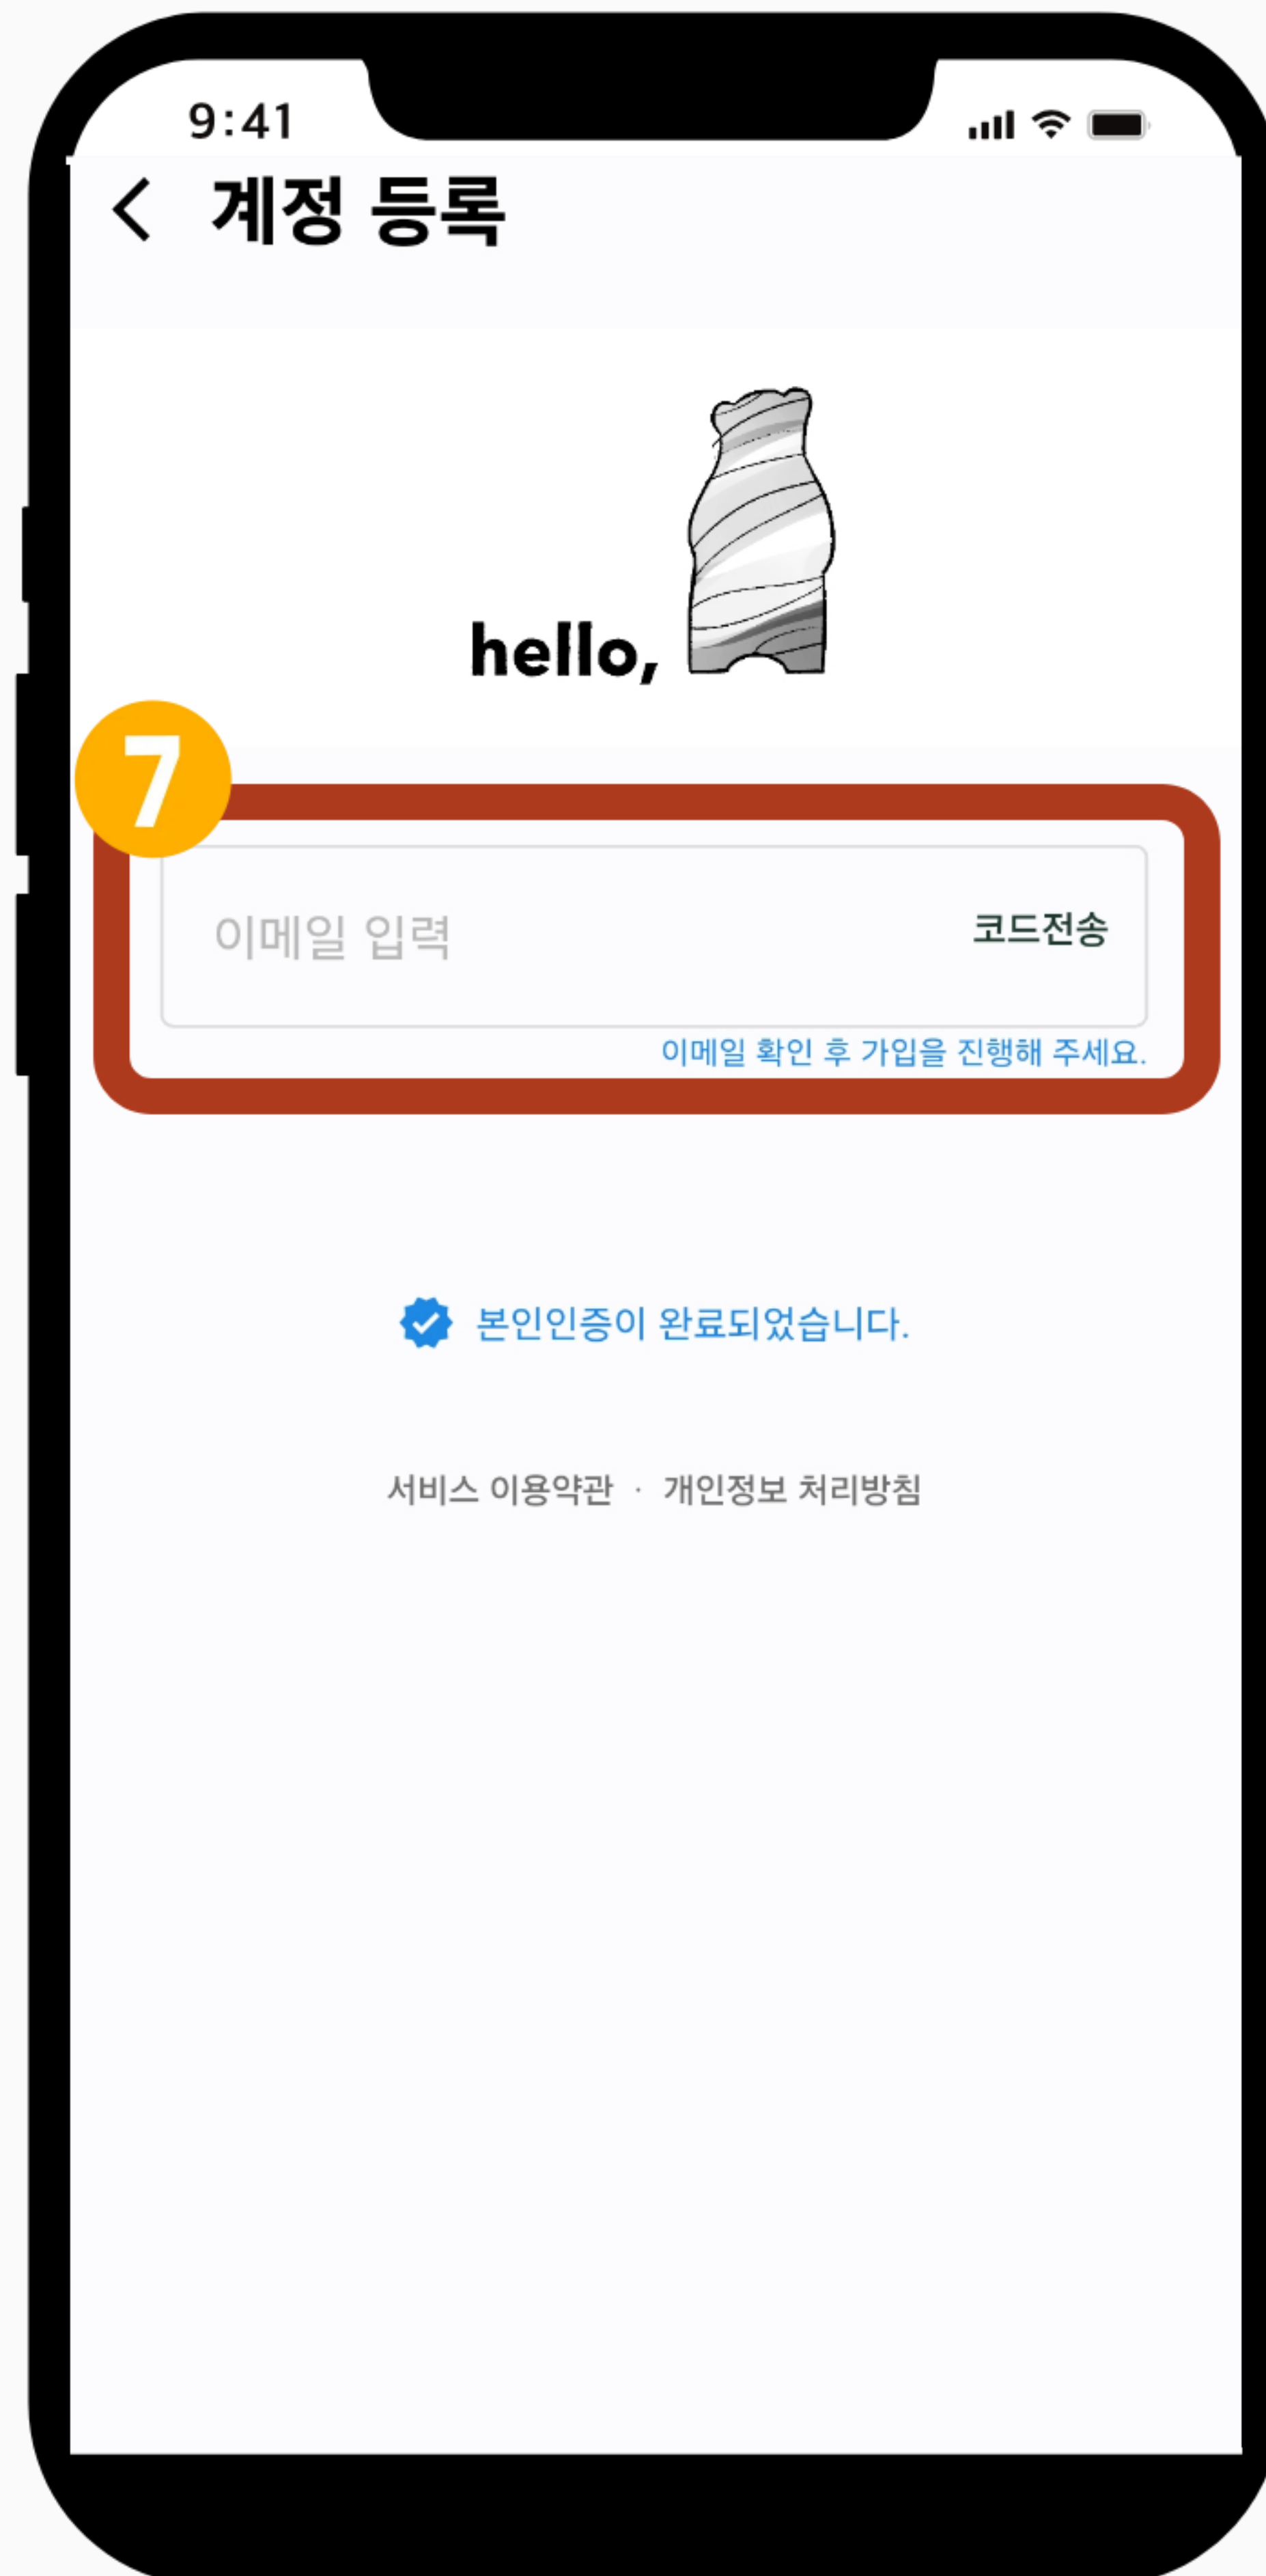 9:41
계정 등록
hello,
7
이메일 입력
코드전송
이메일 확인 후 가입을 진행해 주세요.
본인인증이 완료되었습니다.
서비스 이용약관 · 개인정보 처리방침